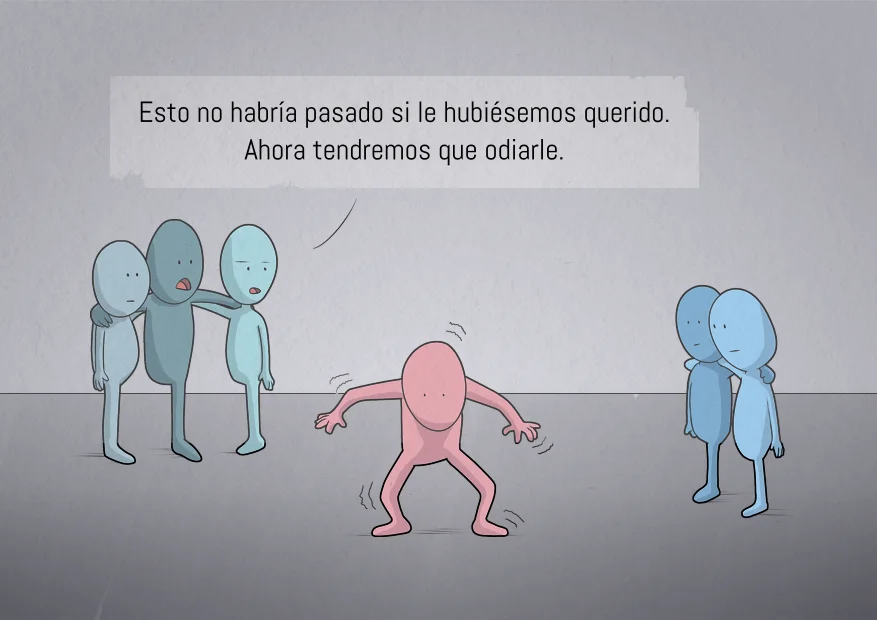 Esto no habría pasado si le hubiésemos querido.
Ahora tendremos que odiarle.